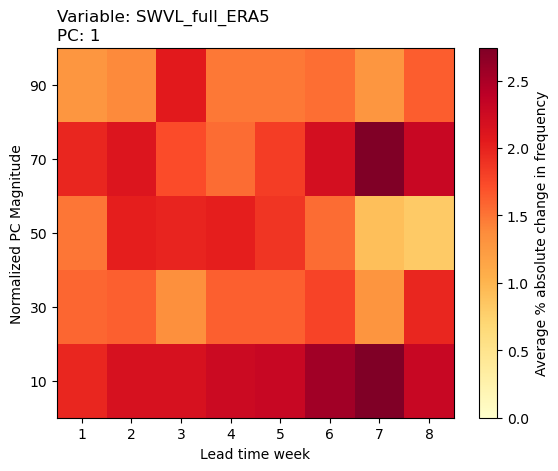 Variable: SWVL_full_ERA5
PC: 1
90
70
50
30
10
Normalized PC Magnitude
1 2 3 4 5 6 7 8
Lead time week
2.5
2.0
1.5
1.0
0.5
0.0
Average % absolute change in frequency